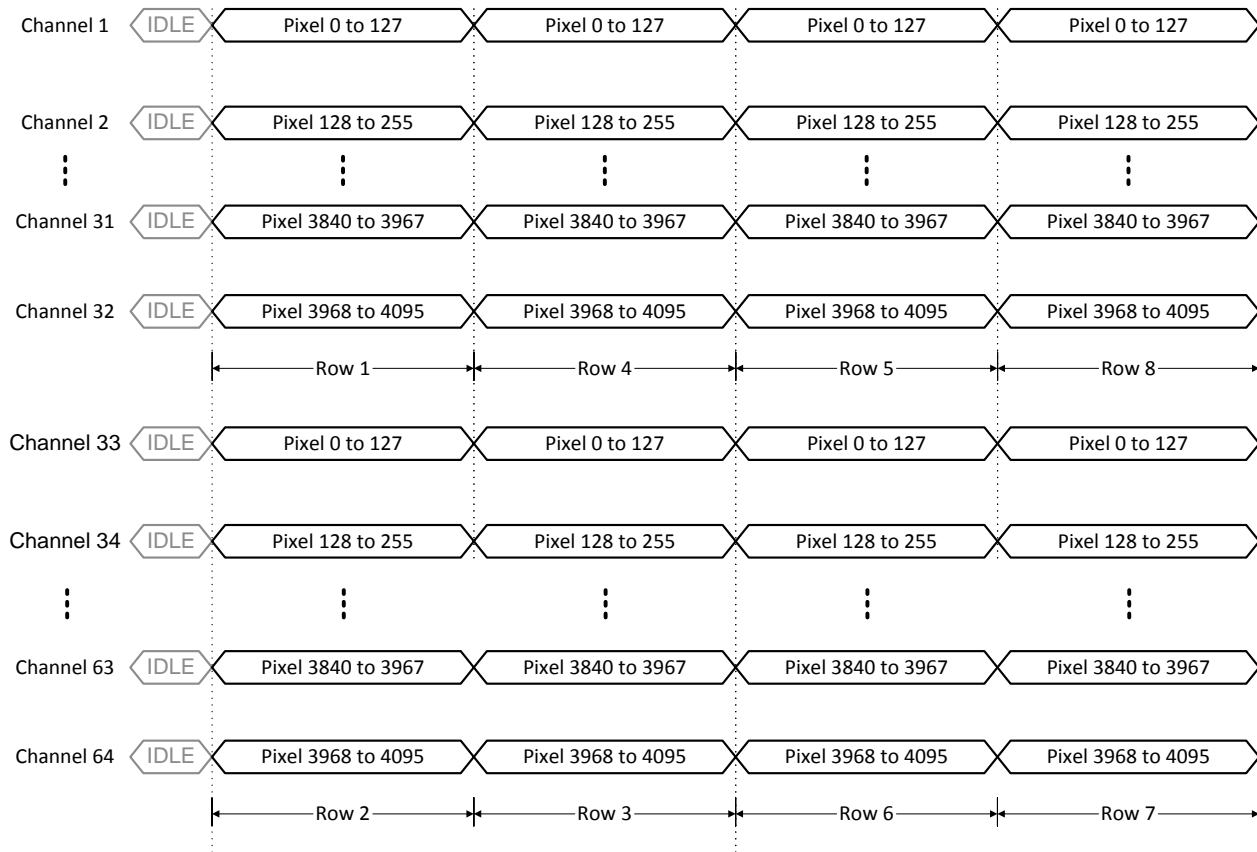 Channel 1 IDLE Pixel 0 to 127 Pixel 0 to 127 Pixel 0 to 127 Pixel 0 to 127
Channel 2 IDLE Pixel 128 to 255 Pixel 128 to 255 Pixel 128 to 255 Pixel 128 to 255
Channel 31 IDLE Pixel 3840 to 3967 Pixel 3840 to 3967 Pixel 3840 to 3967 Pixel 3840 to 3967
Channel 32 IDLE Pixel 3968 to 4095 Pixel 3968 to 4095 Pixel 3968 to 4095 Pixel 3968 to 4095
Row 1 Row 4 Row 5 Row 8
Channel 33 IDLE Pixel 0 to 127 Pixel 0 to 127 Pixel 0 to 127 Pixel 0 to 127
Channel 34 IDLE Pixel 128 to 255 Pixel 128 to 255 Pixel 128 to 255 Pixel 128 to 255
Channel 63 IDLE Pixel 3840 to 3967 Pixel 3840 to 3967 Pixel 3840 to 3967 Pixel 3840 to 3967
Channel 64 IDLE Pixel 3968 to 4095 Pixel 3968 to 4095 Pixel 3968 to 4095 Pixel 3968 to 4095
Row 2 Row 3 Row 6 Row 7